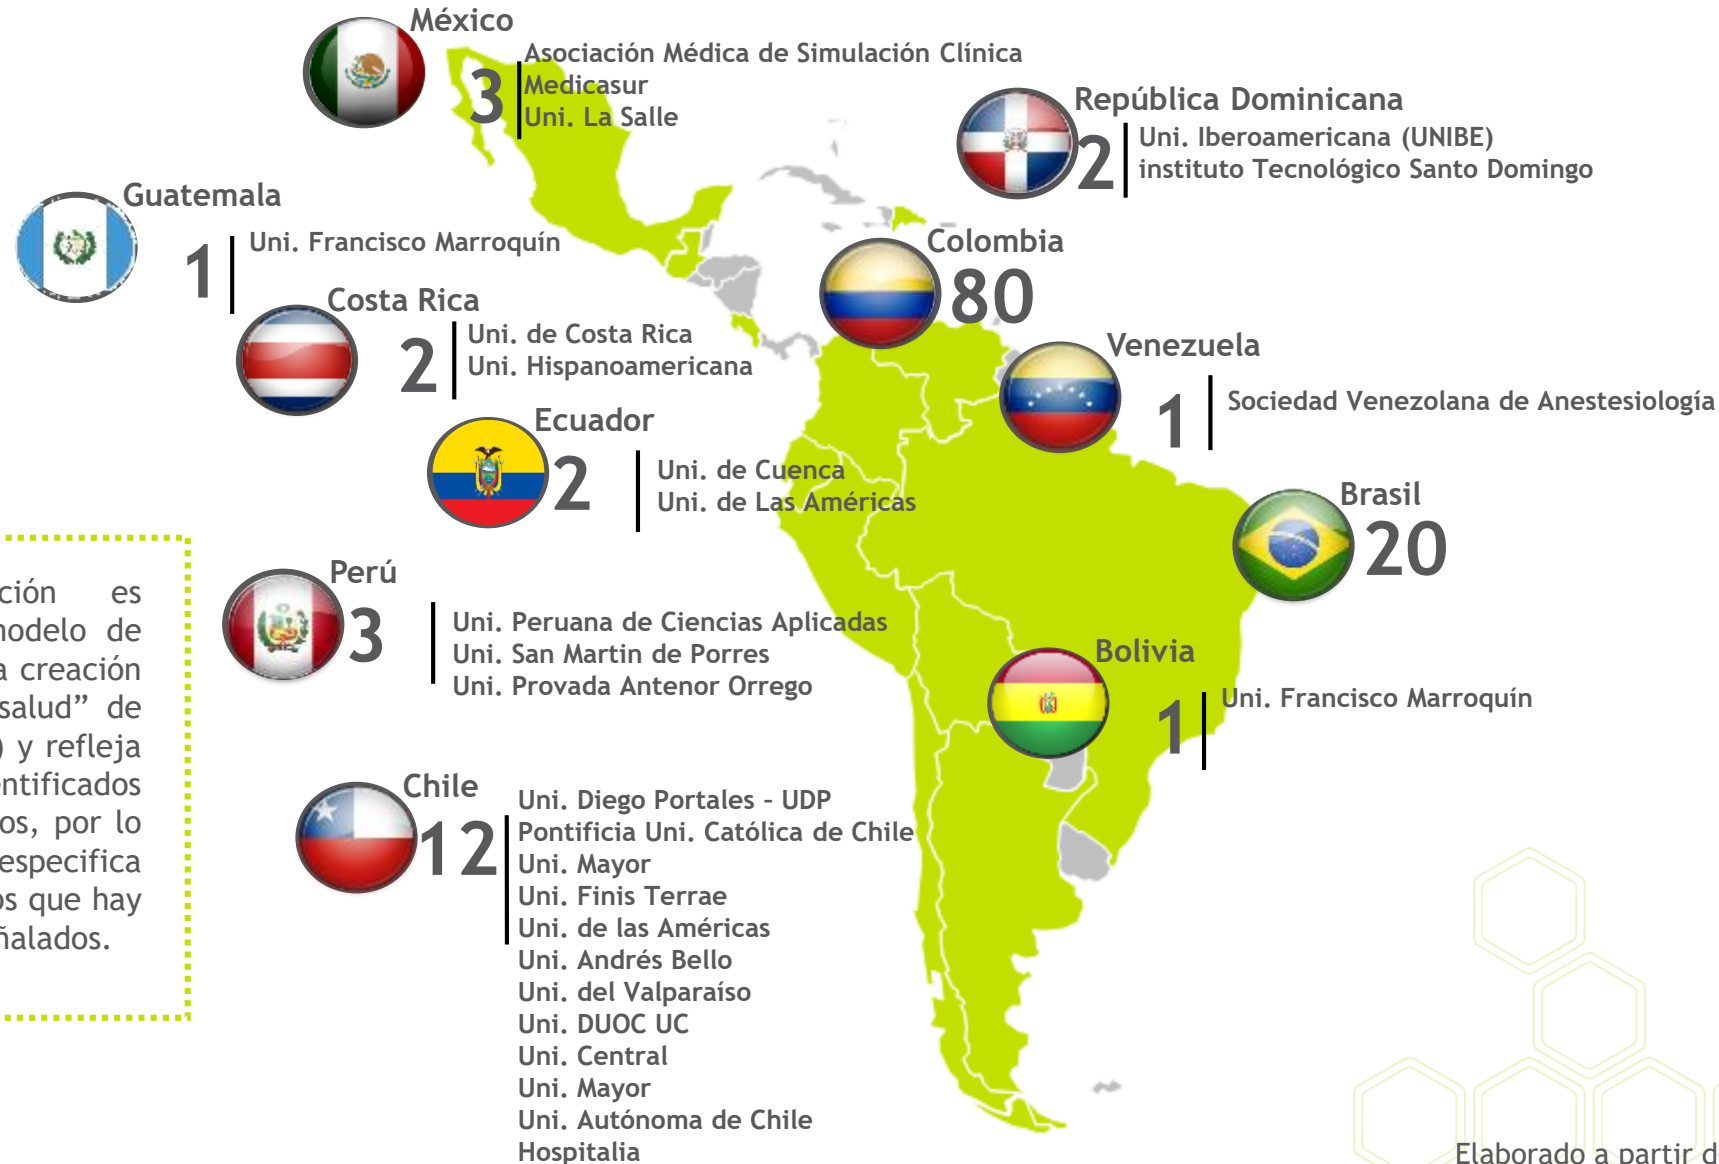 México
3
Asociación Médica de Simulación Clínica
Medicasur
Uni. La Salle
República Dominicana
2
Uni. Iberoamericana (UNIBE)
instituto Tecnológico Santo Domingo
Guatemala
1
Uni. Francisco Marroquín
Colombia
80
Costa Rica
2
Uni. de Costa Rica
Uni. Hispanoamericana
Venezuela
1
Sociedad Venezolana de Anestesiología
Ecuador
2
Uni. de Cuenca
Uni. de Las Américas
Brasil
20
Perú
3
Uni. Peruana de Ciencias Aplicadas
Uni. San Martin de Porres
Uni. Provada Antenor Orrego
Bolivia
1
Uni. Francisco Marroquín
Chile
12
Uni. Diego Portales – UDP
Pontificia Uni. Católica de Chile
Uni. Mayor
Uni. Finis Terrae
Uni. de las Américas
Uni. Andrés Bello
Uni. del Valparaíso
Uni. DUOC UC
Uni. Central
Uni. Mayor
Uni. Autónoma de Chile
Hospitalia
ción es
modelo de
a creación
salud” de
) y refleja
entificados
os, por lo
especifica
os que hay
ñalados.
Elaborado a partir d